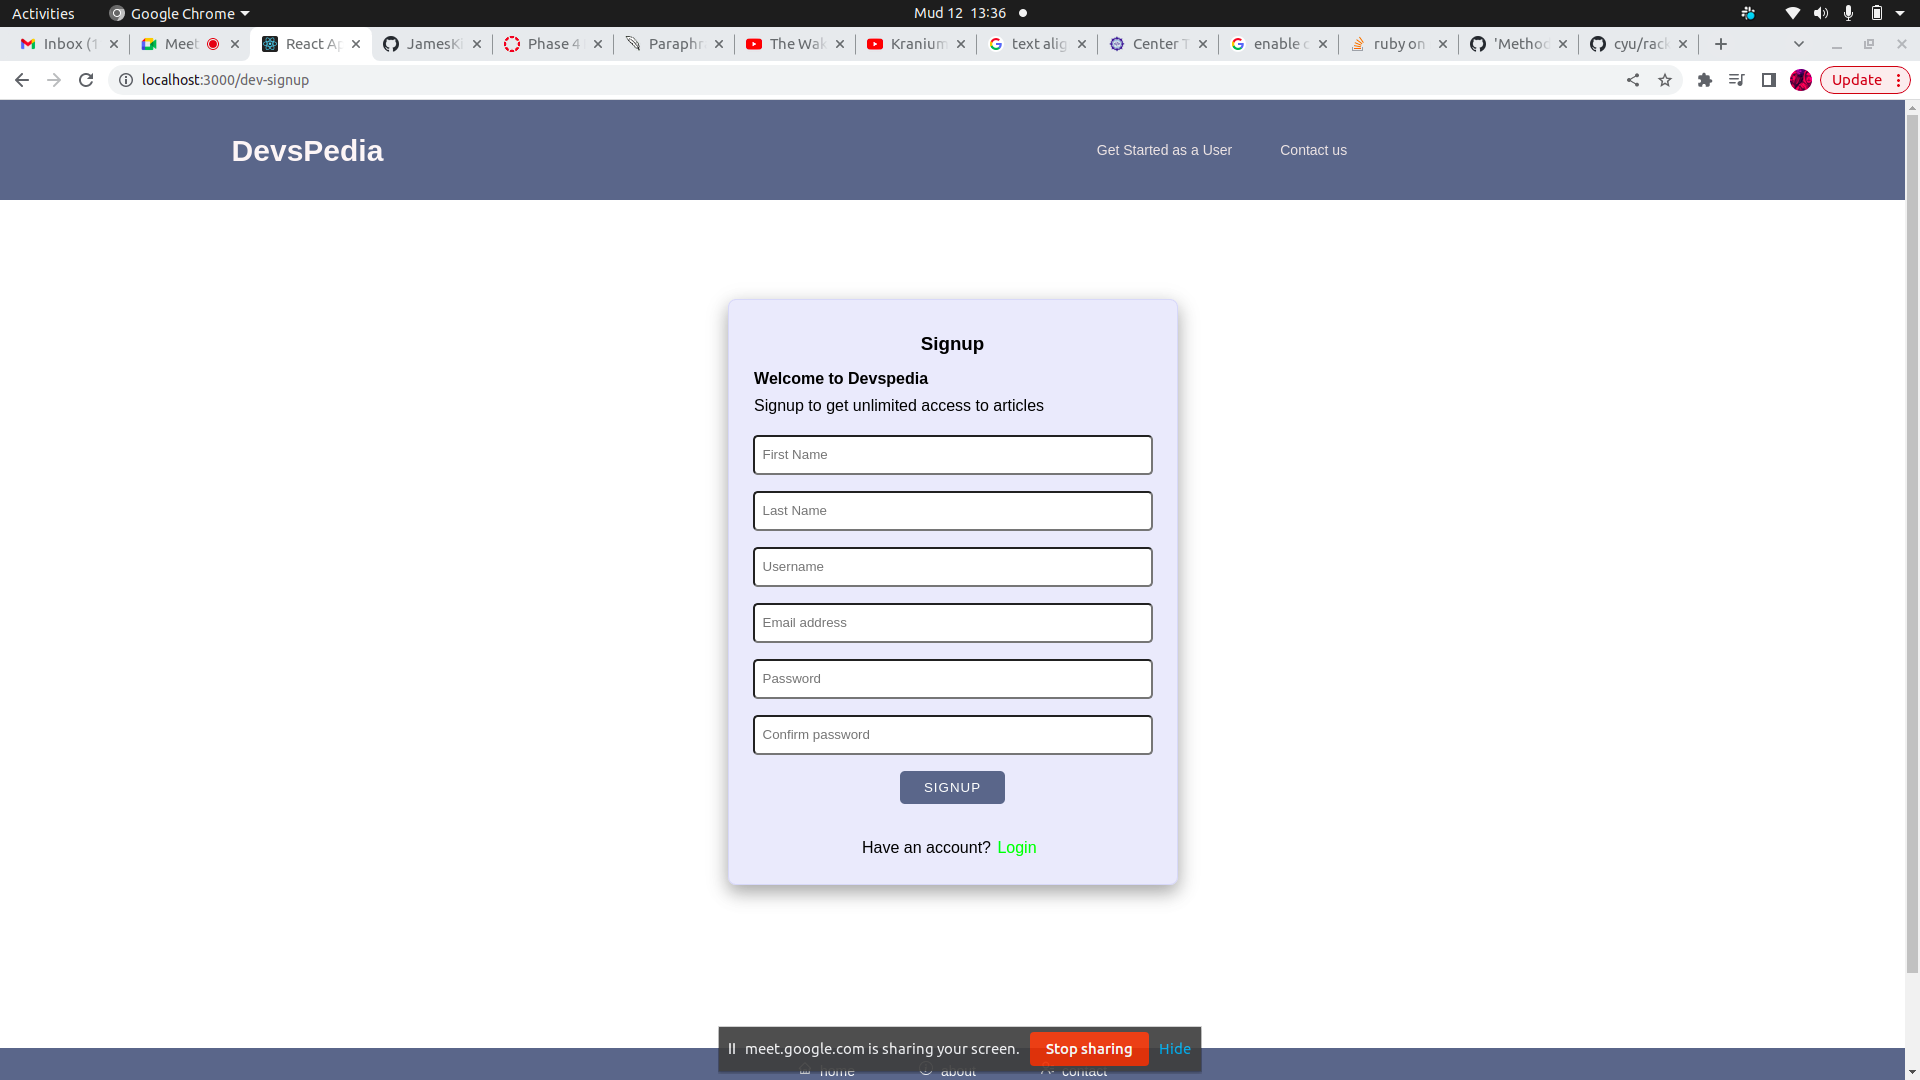 Activities Google Chrome Mud 12 13:36
Inbox (1 Meet React Ap JamesKi Phase 4 Paraphr The Wak Kranium text alig Center T enable c ruby on 'Method cyu/rack
localhost:3000/dev-signup Update
DevsPedia Get Started as a User Contact us
Signup
Welcome to Devspedia
Signup to get unlimited access to articles
First Name
Last Name
Username
Email address
Password
Confirm password
SIGNUP
Have an account? Login
meet.google.com is sharing your screen. Stop sharing Hide
home about contact